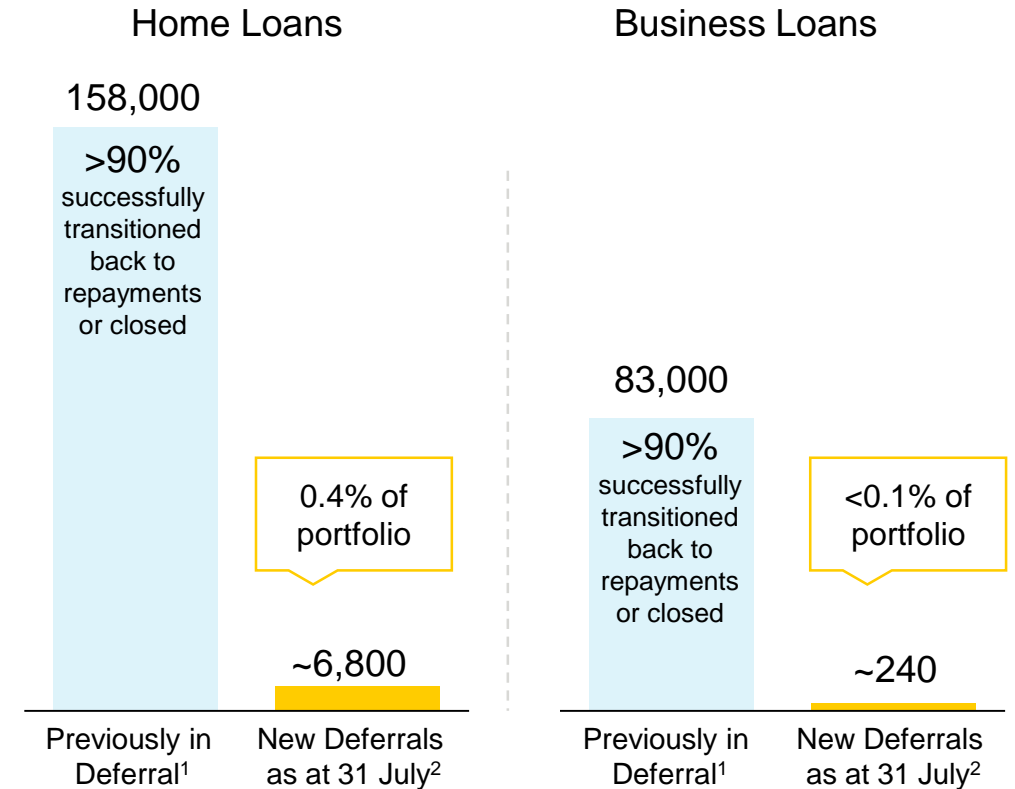 Home Loans
158,000
>90%
successfully
transitioned
back to
repayments
or closed
0.4% of
portfolio
~6,800
Previously in
Deferral¹
New Deferrals
as at 31 July²
Business Loans
83,000
>90%
successfully
transitioned
back to
repayments
or closed
<0.1% of
portfolio
~240
Previously in
Deferral¹
New Deferrals
as at 31 July²